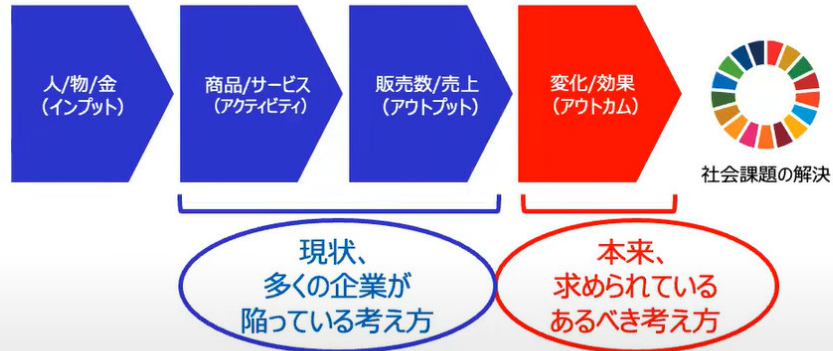 人/物/金
(インプット)
商品/サービス
(アクティビティ)
販売数/売上
(アウトプット)
変化/効果
(アウトカム)
社会課題の解決
現状、
多くの企業が
陥っている考え方
本来、
求められている
あるべき考え方